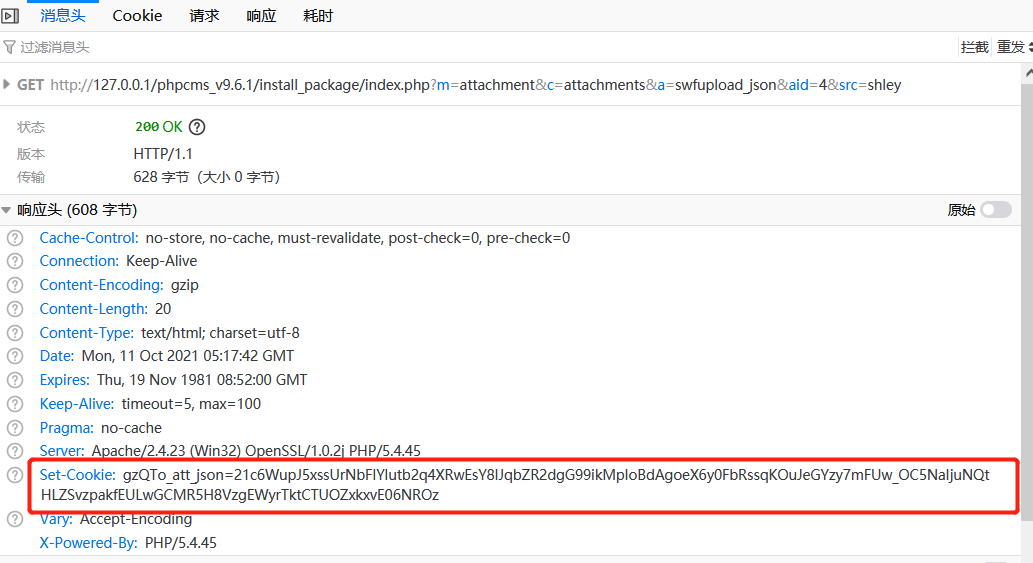 消息头 Cookie 请求 响应 耗时
过滤消息头 拦截 重发
GET http://127.0.0.1/phpcms_v9.6.1/install_package/index.php?m=attachment&c=attachments&a=swfupload_json&aid=4&src=shley
状态 200 OK
版本 HTTP/1.1
传输 628 字节（大小 0 字节）
响应头 (608 字节) 原始
Cache-Control: no-store, no-cache, must-revalidate, post-check=0, pre-check=0
Connection: Keep-Alive
Content-Encoding: gzip
Content-Length: 20
Content-Type: text/html; charset=utf-8
Date: Mon, 11 Oct 2021 05:17:42 GMT
Expires: Thu, 19 Nov 1981 08:52:00 GMT
Keep-Alive: timeout=5, max=100
Pragma: no-cache
Server: Apache/2.4.23 (Win32) OpenSSL/1.0.2j PHP/5.4.45
Set-Cookie: gzQTo_att_json=21c6WupJ5xssUrNbFlYlutb2q4XRwEsY8lJqbZR2dgG99ikMploBdAgoeX6y0FbRssqKOuJeGYzy7mFUw_OC5NaljuNQt
HLZSvzpakfEULwGCMR5H8VzgEWyrTktCTUOZxkxvE06NROz
Vary: Accept-Encoding
X-Powered-By: PHP/5.4.45